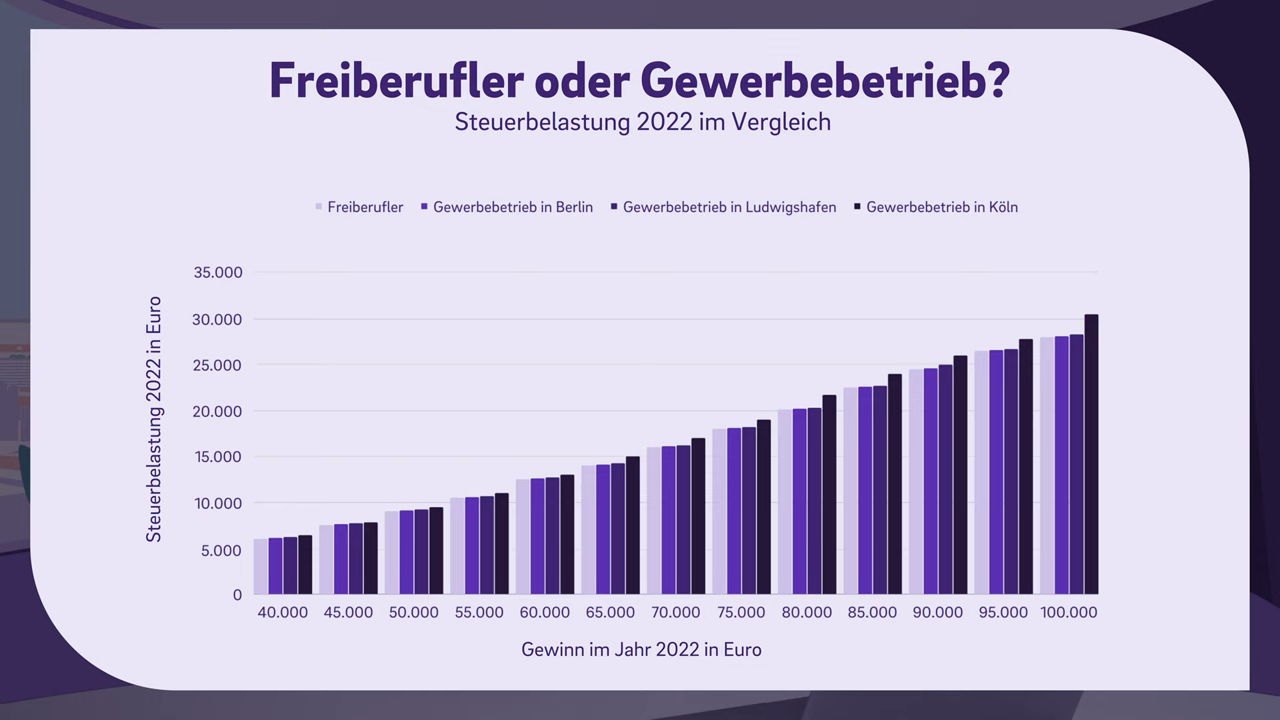 Freiberufler oder Gewerbebetrieb?
Steuerbelastung 2022 im Vergleich
Freiberufler Gewerbebetrieb in Berlin Gewerbebetrieb in Ludwigshafen Gewerbebetrieb in Köln
Steuerbelastung 2022 in Euro
35.000
30.000
25.000
20.000
15.000
10.000
5.000
0
40.000 45.000 50.000 55.000 60.000 65.000 70.000 75.000 80.000 85.000 90.000 95.000 100.000
Gewinn im Jahr 2022 in Euro